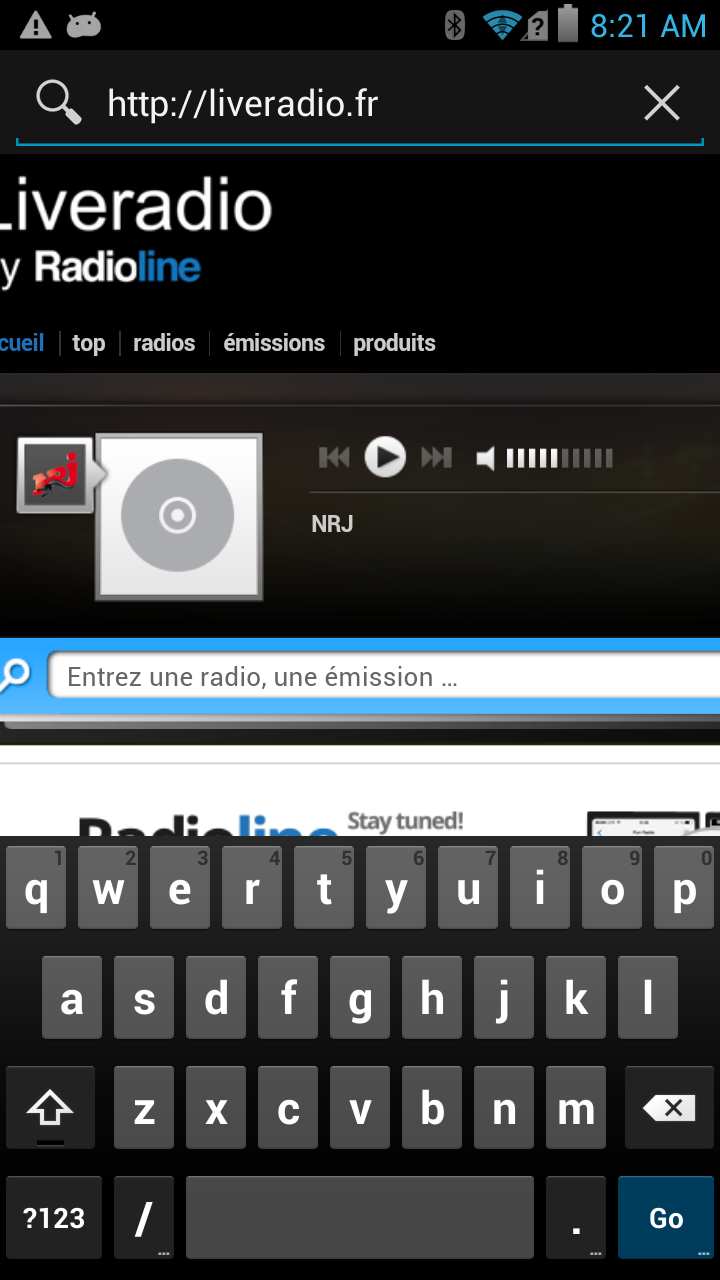 8:21 AM
http://liveradio.fr
Liveradio
y Radioline
cueil top radios émissions produits
NRJ
NRJ
Entrez une radio, une émission ...
Radioline Stay tuned!
1 2 3 4 5 6 7 8 9 0
q w e r t y u i o p
a s d f g h j k l
z x c v b n m
?123 / . Go